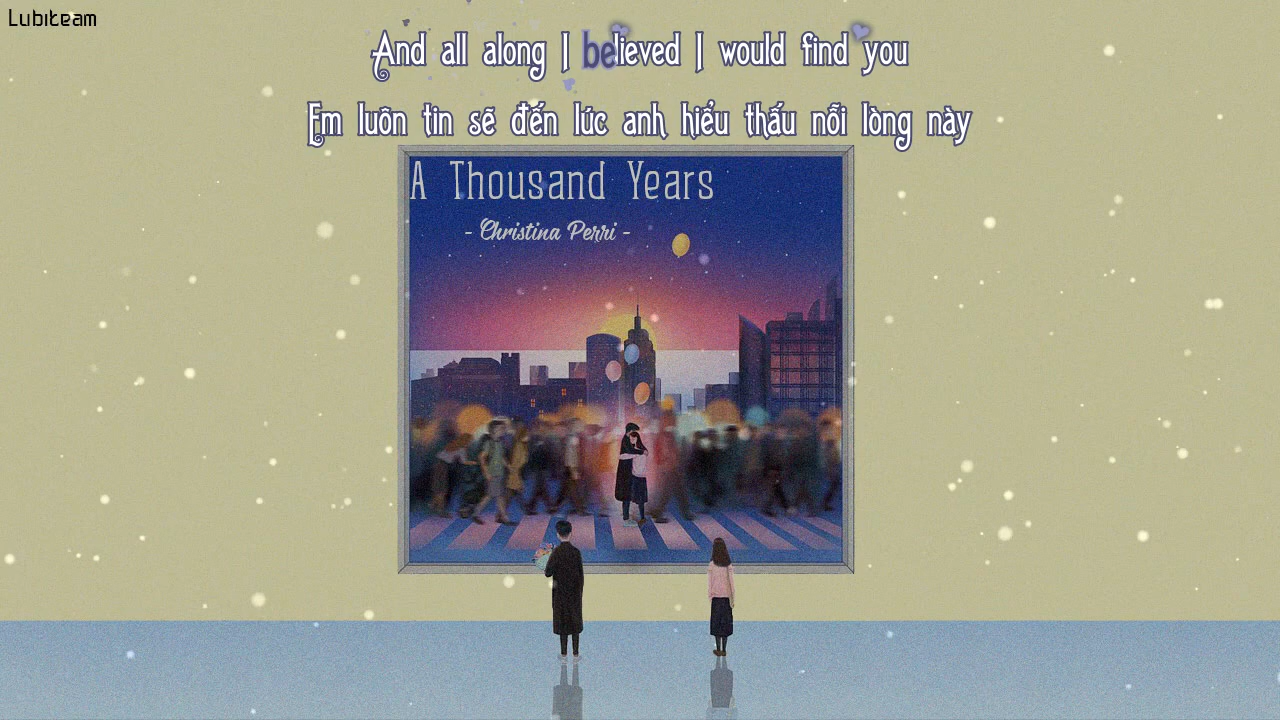 Lubiteam
And all along I believed I would find you
Em luôn tin sẽ đến lúc anh hiểu thấu nỗi lòng này
A Thousand Years
- Christina Perri -